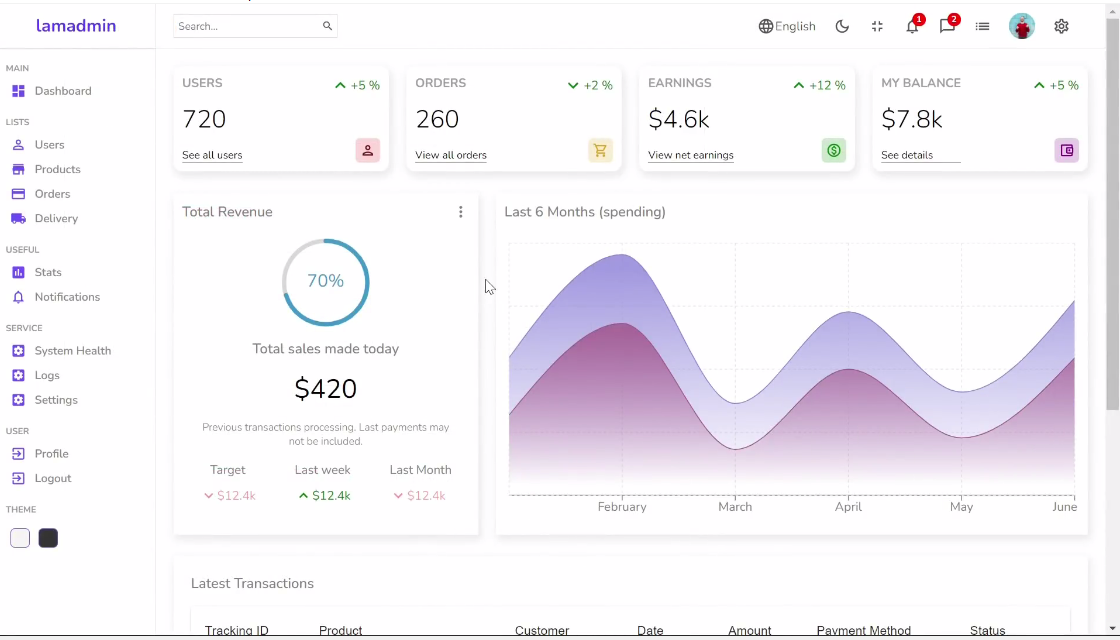 lamadmin
Search...
English
1
2
MAIN
Dashboard
LISTS
Users
Products
Orders
Delivery
USEFUL
Stats
Notifications
SERVICE
System Health
Logs
Settings
USER
Profile
Logout
THEME
USERS
+5 %
720
See all users
ORDERS
+2 %
260
View all orders
EARNINGS
+12 %
$4.6k
View net earnings
MY BALANCE
+5 %
$7.8k
See details
Total Revenue
70%
Total sales made today
$420
Previous transactions processing. Last payments may
not be included.
Target
Last week
Last Month
$12.4k
$12.4k
$12.4k
Last 6 Months (spending)
February
March
April
May
June
Latest Transactions
Tracking ID
Product
Customer
Date
Amount
Payment Method
Status